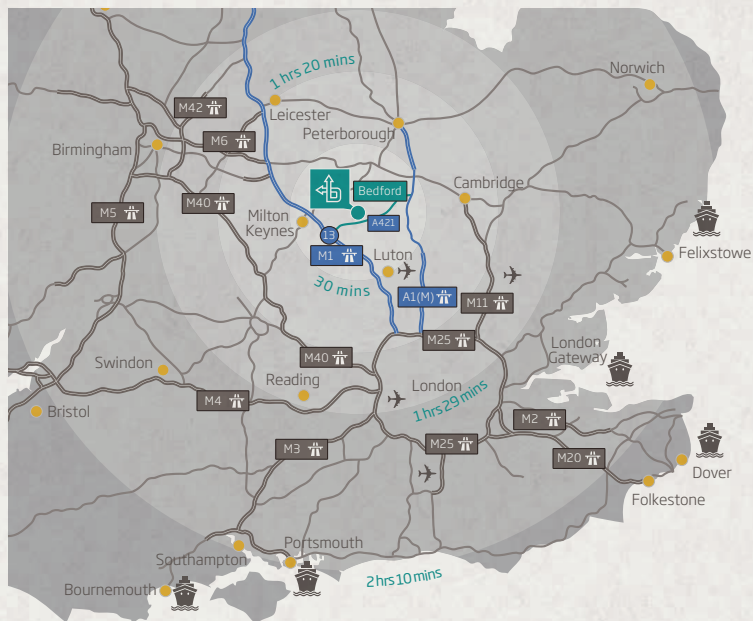 1 hrs 20 mins
Norwich
M42
Leicester
Peterborough
M6
Birmingham
Bedford
Cambridge
M5
M40
A421
Milton
Keynes
13
M1
Luton
Felixstowe
30 mins
A1(M)
M11
M25
London
Gateway
M40
Swindon
Reading
London
1 hrs 29 mins
M4
Bristol
M2
M3
M25
M20
Dover
Folkestone
Portsmouth
Southampton
2 hrs 10 mins
Bournemouth